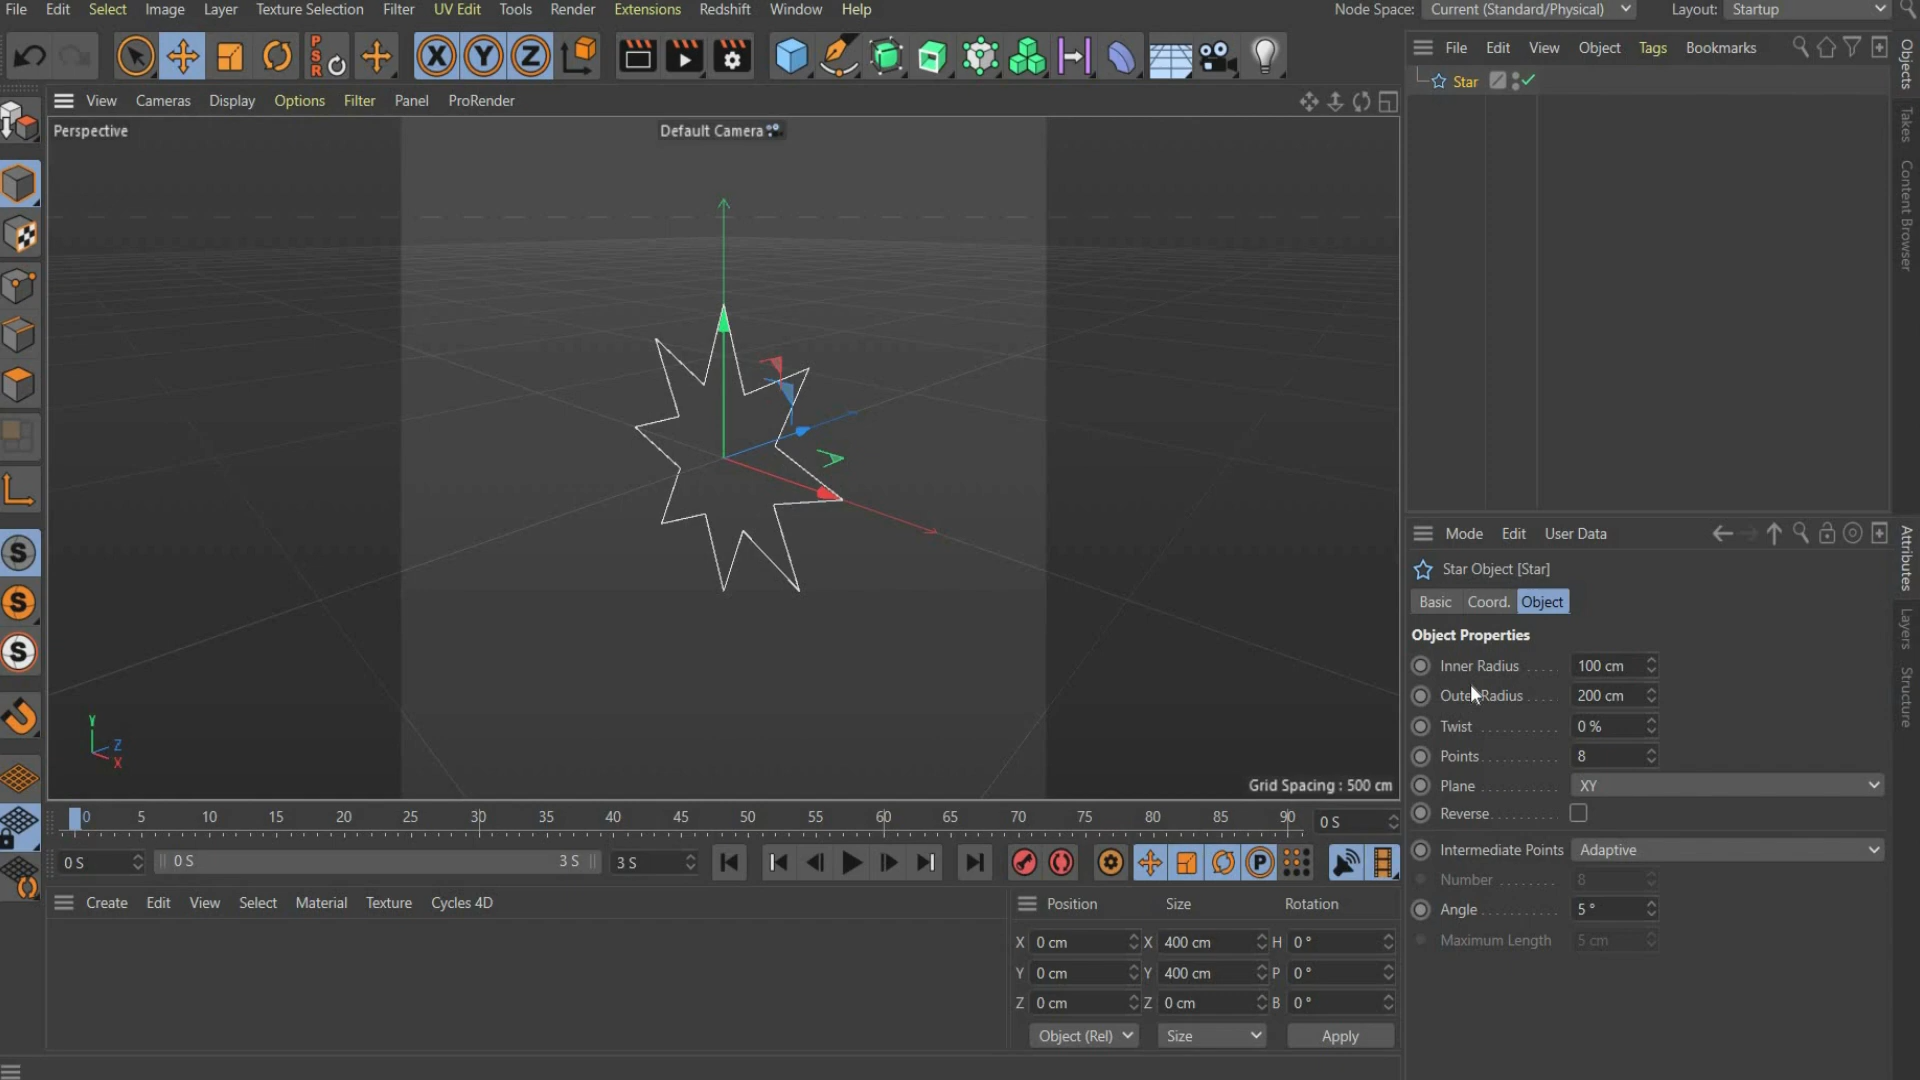 File Edit Select Image Layer Texture Selection Filter UV Edit Tools Render Extensions Redshift Window Help Node Space: Current (Standard/Physical) Layout: Startup
P S R X Y Z
File Edit View Object Tags Bookmarks
View Cameras Display Options Filter Panel ProRender
Star
Perspective Default Camera
Objects
Takes
Content Browser
Mode Edit User Data
Attributes
Layers
Structure
Star Object [Star]
Basic Coord. Object
Object Properties
Inner Radius 100 cm
Outer Radius 200 cm
Twist 0 %
Points 8
Plane XY
Reverse
Intermediate Points Adaptive
Number 8
Angle 5 °
Maximum Length 5 cm
S
S
S
Y
Z
X
Grid Spacing : 500 cm
0 5 10 15 20 25 30 35 40 45 50 55 60 65 70 75 80 85 90 0 S
0 S 0 S 3 S 3 S P
Create Edit View Select Material Texture Cycles 4D
Position Size Rotation
X 0 cm X 400 cm H 0 °
Y 0 cm Y 400 cm P 0 °
Z 0 cm Z 0 cm B 0 °
Object (Rel) Size Apply